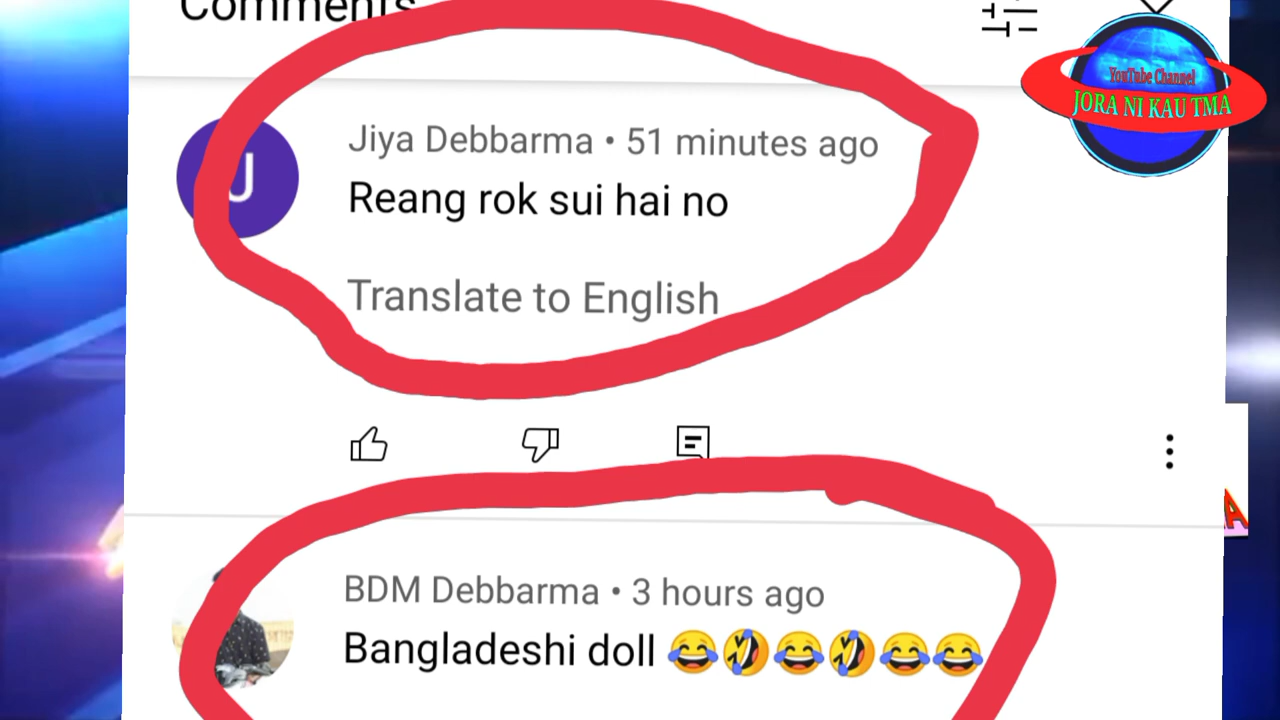 Comments
YouTube Channel
JORA NI KAU TMA
J
Jiya Debbarma • 51 minutes ago
Reang rok sui hai no
Translate to English
A
BDM Debbarma • 3 hours ago
Bangladeshi doll 😂🤣😂🤣😂😂